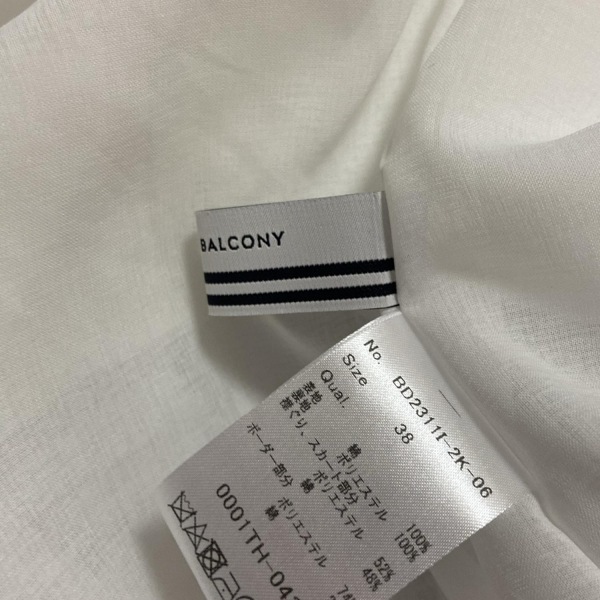 BALCONY
No. BD2311I-2K-06
Size 38
Qual.
表地 綿 100%
裏地 ポリエステル 100%
襟ぐり、スカート部分
ポリエステル 52%
綿 48%
ボーダー部分
ポリエステル
綿
0001TH-04